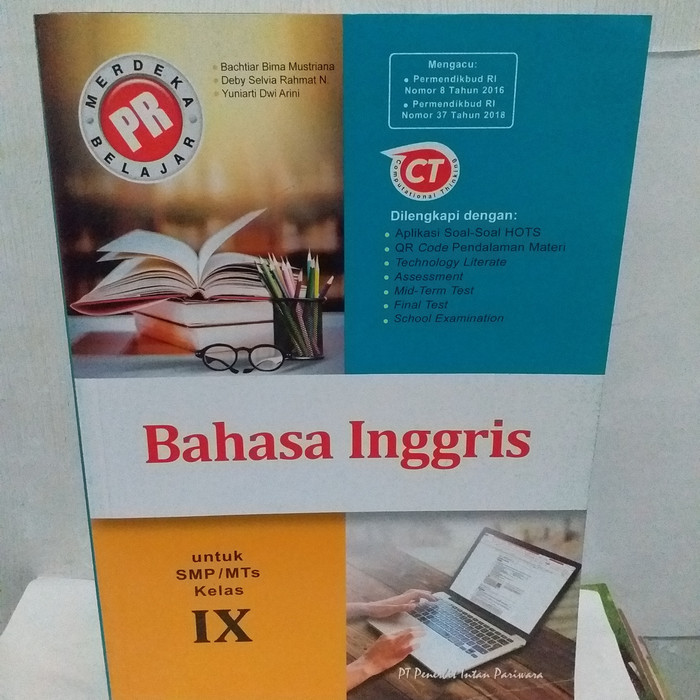 MERDEKA
PR
BELAJAR
Bachtiar Bima Mustriana
Deby Selvia Rahmat N.
Yuniarti Dwi Arini
Mengacu:
• Permendikbud RI
Nomor 8 Tahun 2016
• Permendikbud RI
Nomor 37 Tahun 2018
CT
Computational Thinking
Dilengkapi dengan:
• Aplikasi Soal-Soal HOTS
• QR Code Pendalaman Materi
• Technology Literate
• Assessment
• Mid-Term Test
• Final Test
• School Examination
Bahasa Inggris
untuk
SMP/MTs
Kelas
IX
PT Penerbit Intan Pariwara